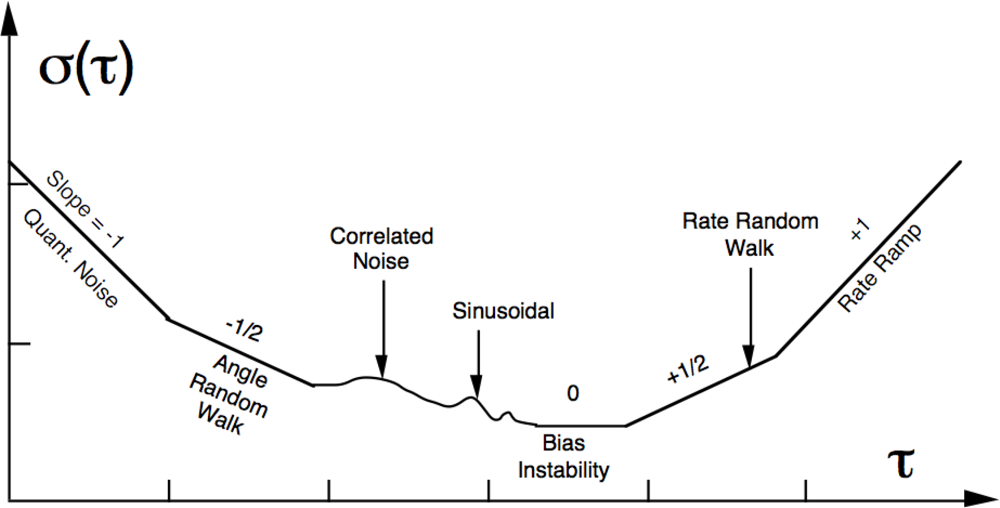 σ(τ)
Slope = -1
Quant. Noise
-1/2
Angle
Random
Walk
Correlated
Noise
Sinusoidal
0
Bias
Instability
+1/2
Rate Random
Walk
+1
Rate Ramp
τ